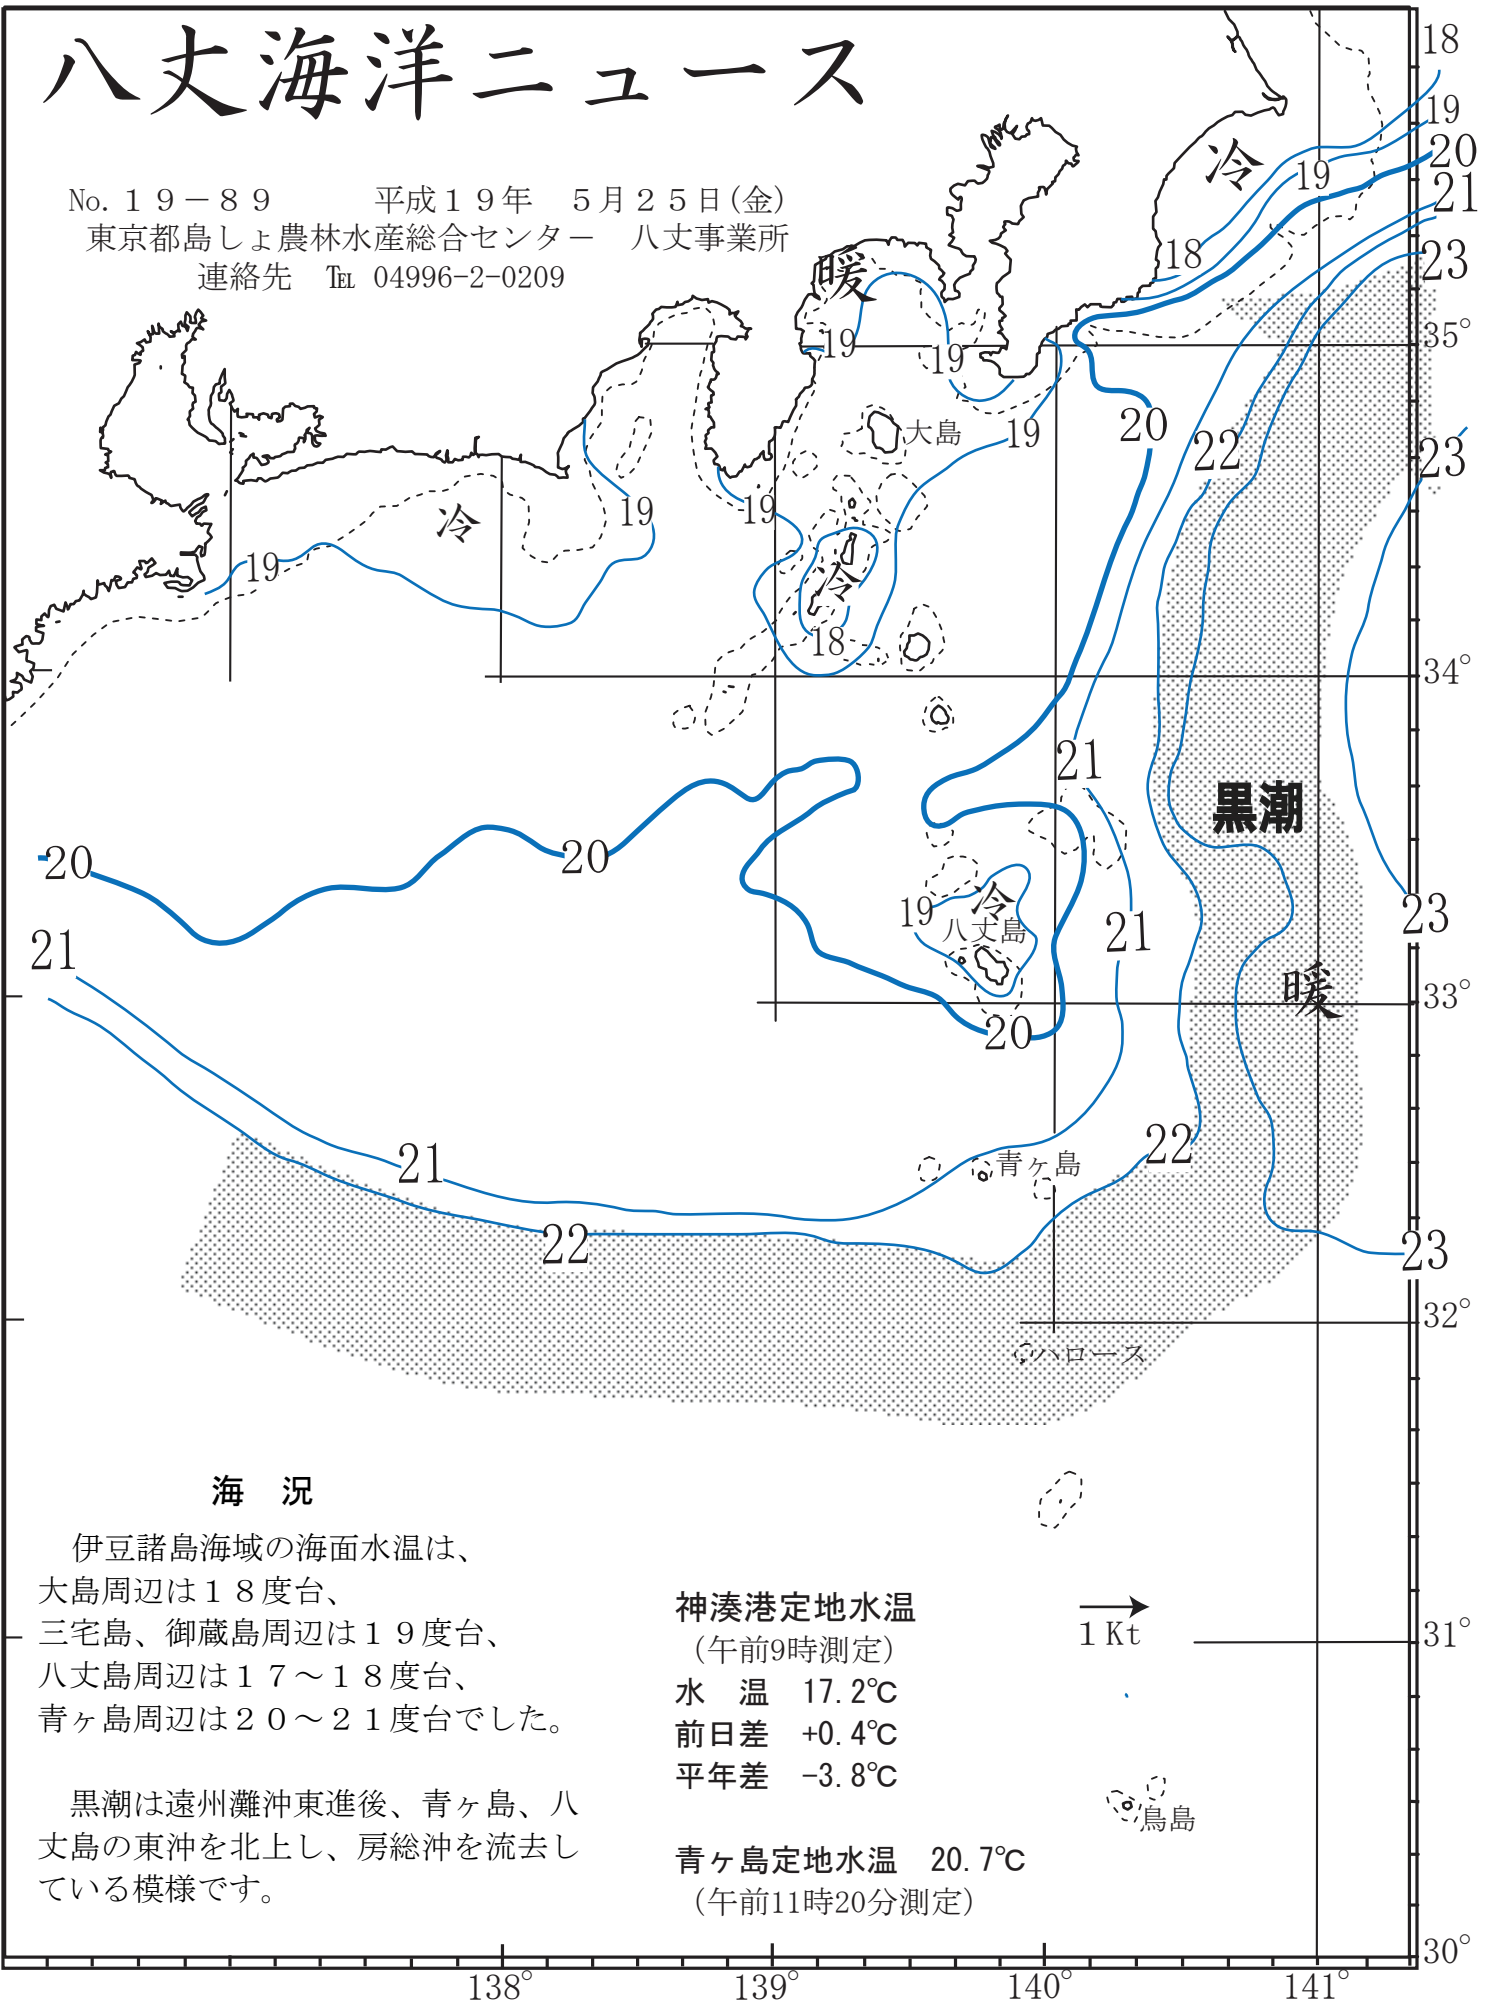 八丈海洋ニュース
No.１９－８９　平成１９年　５月２５日(金)
東京都島しょ農林水産総合センター　八丈事業所
連絡先　℡ 04996-2-0209
18
19
20
21
23
35°
23
34°
23
33°
23
32°
31°
30°
138°
139°
140°
141°
冷
19
18
暖
19
19
大島
19
20
22
冷
19
19
19
冷
18
21
黒潮
20
20
冷
19
八丈島
21
21
暖
20
21
青ヶ島
22
22
ハロース
鳥島
海　況
伊豆諸島海域の海面水温は、
大島周辺は１８度台、
三宅島、御蔵島周辺は１９度台、
八丈島周辺は１７～１８度台、
青ヶ島周辺は２０～２１度台でした。
黒潮は遠州灘沖東進後、青ヶ島、八
丈島の東沖を北上し、房総沖を流去し
ている模様です。
神湊港定地水温
（午前9時測定）
水　温　17.2℃
前日差　+0.4℃
平年差　-3.8℃
青ヶ島定地水温　20.7℃
（午前11時20分測定）
1 Kt